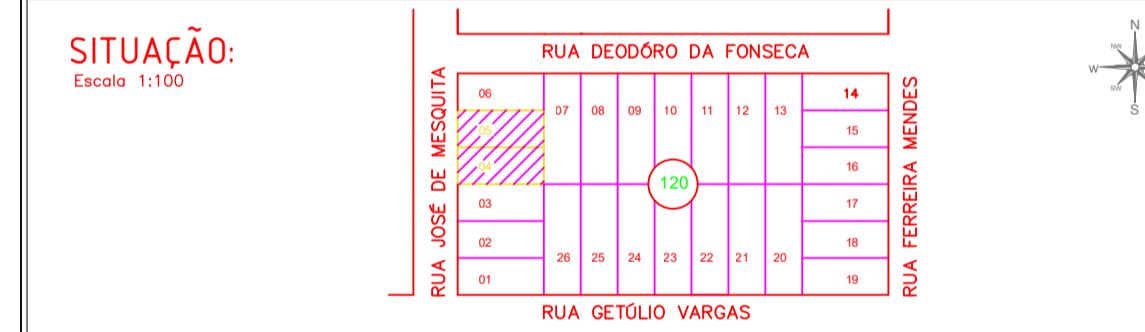 SITUAÇÃO:
Escala 1:100
RUA DEODÓRO DA FONSECA
RUA JOSÉ DE MESQUITA
RUA FERREIRA MENDES
06
05
04
03
02
01
07 08 09 10 11 12 13
14
15
16
17
18
19
120
26 25 24 23 22 21 20
RUA GETÚLIO VARGAS
N
NW
W
SW
S